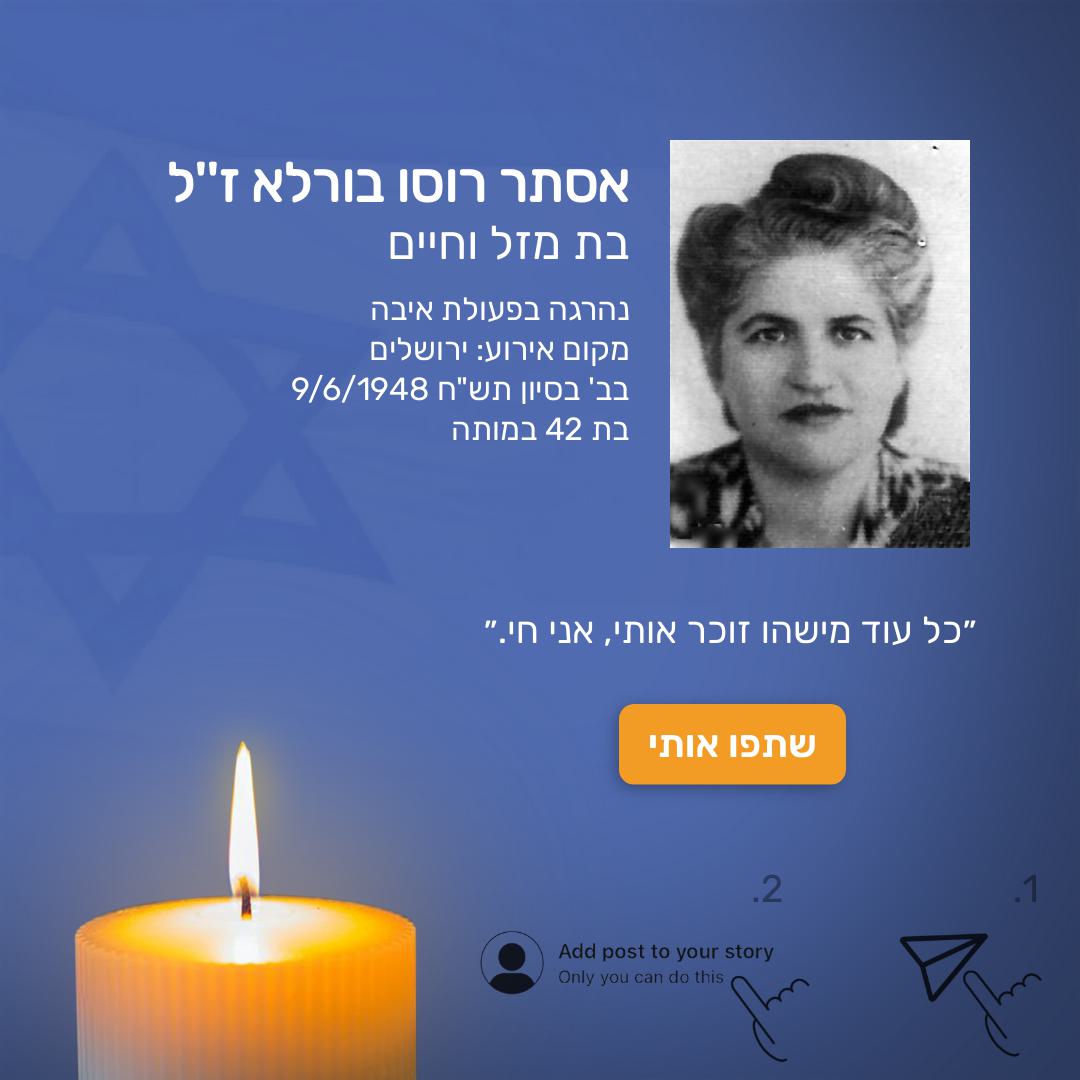 אסתר רוסו בורלא ז"ל
בת מזל וחיים
נהרגה בפעולת איבה
מקום אירוע: ירושלים
בב' בסיון תש"ח 9/6/1948
בת 42 במותה
״כל עוד מישהו זוכר אותי, אני חי.״
שתפו אותי
1.
2.
Add post to your story
Only you can do this